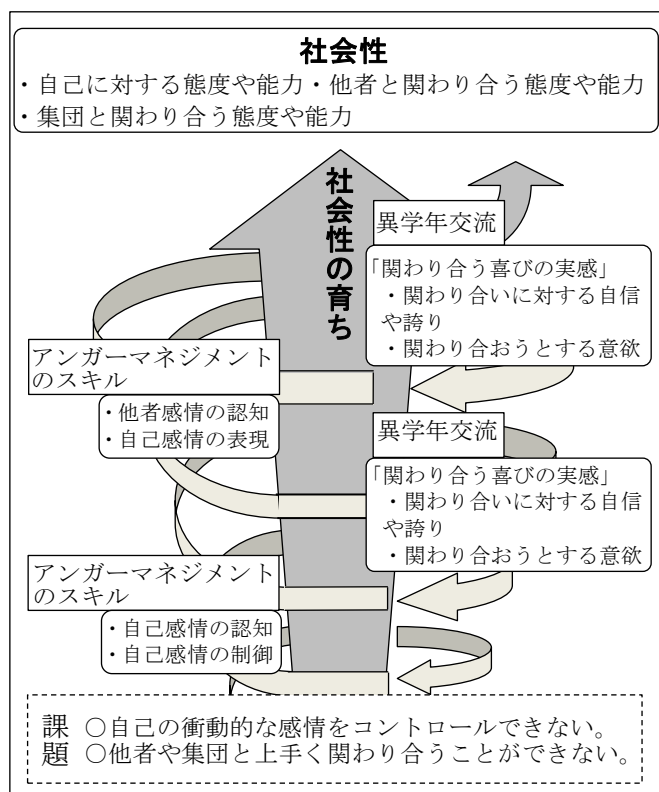 社会性
・自己に対する態度や能力・他者と関わり合う態度や能力
・集団と関わり合う態度や能力
社会性の育ち
異学年交流
「関わり合う喜びの実感」
・関わり合いに対する自信
や誇り
・関わり合おうとする意欲
アンガーマネジメント
のスキル
・他者感情の認知
・自己感情の表現
異学年交流
「関わり合う喜びの実感」
・関わり合いに対する自信
や誇り
・関わり合おうとする意欲
アンガーマネジメント
のスキル
・自己感情の認知
・自己感情の制御
課題
○自己の衝動的な感情をコントロールできない。
○他者や集団と上手く関わり合うことができない。